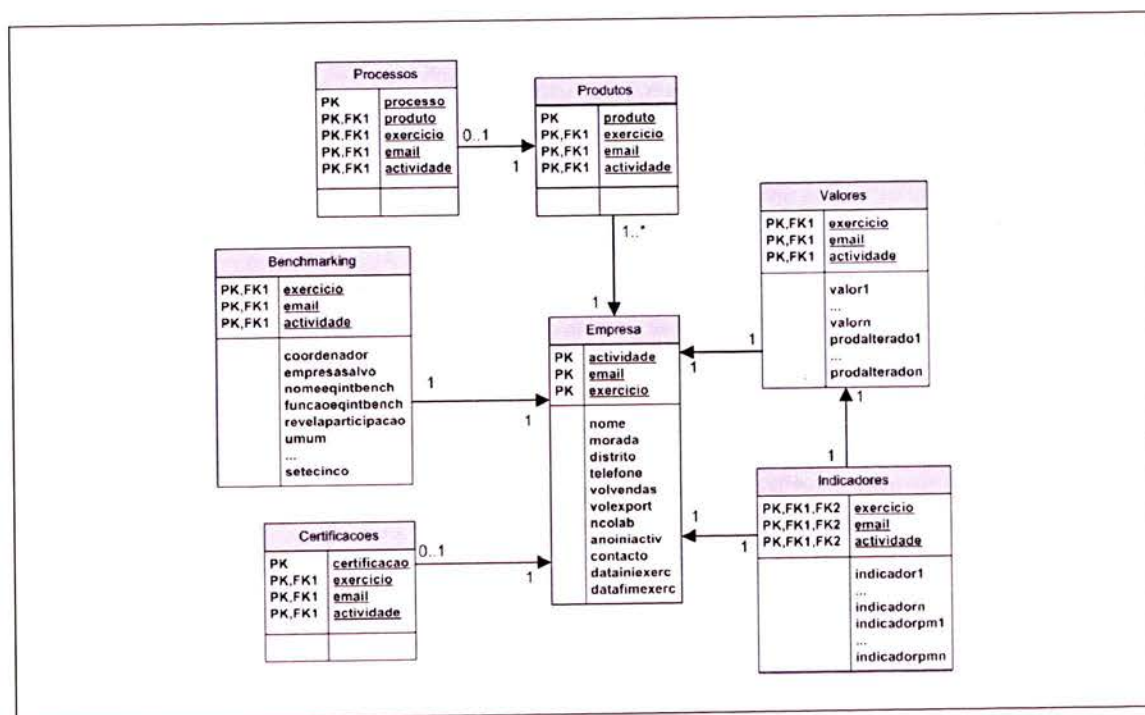 Processos
PK processo
PK,FK1 produto
PK,FK1 exercicio
PK,FK1 email
PK,FK1 actividade
0..1
1
Produtos
PK produto
PK,FK1 exercicio
PK,FK1 email
PK,FK1 actividade
1..*
1
Valores
PK,FK1 exercicio
PK,FK1 email
PK,FK1 actividade
valor1
...
valorn
prodalterado1
...
prodalteradon
Benchmarking
PK,FK1 exercicio
PK,FK1 email
PK,FK1 actividade
coordenador
empresasalvo
nomeeqintbench
funcaoeqintbench
revelaparticipacao
umum
...
setecinco
1
1
Empresa
PK actividade
PK email
PK exercicio
nome
morada
distrito
telefone
volvendas
volexport
ncolab
anoiniactiv
contacto
datainiexerc
datafimexerc
1
1
1
1
Indicadores
PK,FK1,FK2 exercicio
PK,FK1,FK2 email
PK,FK1,FK2 actividade
indicador1
...
indicadorn
indicadorpm1
...
indicadorpmn
1
1
Certificacoes
PK certificacao
PK,FK1 exercicio
PK,FK1 email
PK,FK1 actividade
0..1
1